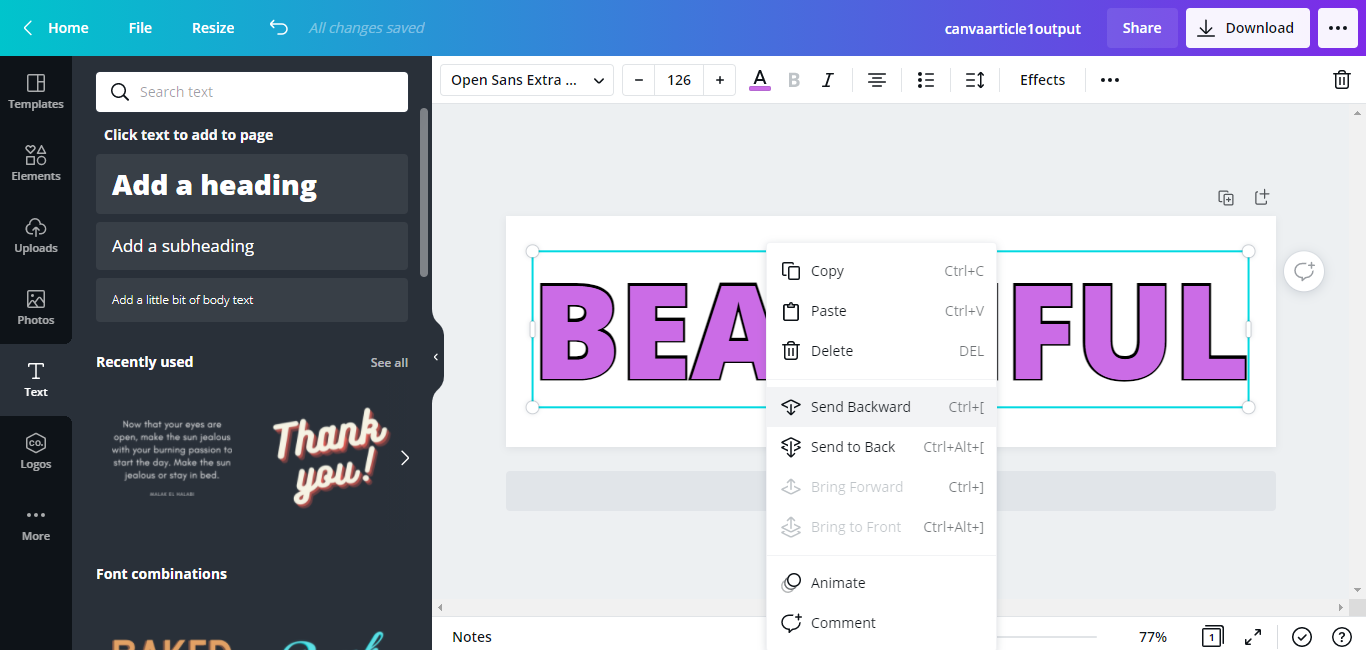 Home File Resize All changes saved canvaarticle1output Share Download
Templates
Elements
Uploads
Photos
Text
CO.
Logos
More
Search text
Click text to add to page
Add a heading
Add a subheading
Add a little bit of body text
Recently used See all
Now that your eyes are
open, make the sun jealous
with your burning passion to
start the day. Make the sun
jealous or stay in bed.
MALAK EL HALABI
Thank
you!
Font combinations
BAKED
Open Sans Extra ... − 126 + A B I Effects
BEA FUL
Copy Ctrl+C
Paste Ctrl+V
Delete DEL
Send Backward Ctrl+[
Send to Back Ctrl+Alt+[
Bring Forward Ctrl+]
Bring to Front Ctrl+Alt+]
Animate
Comment
Notes 77% 1 ?